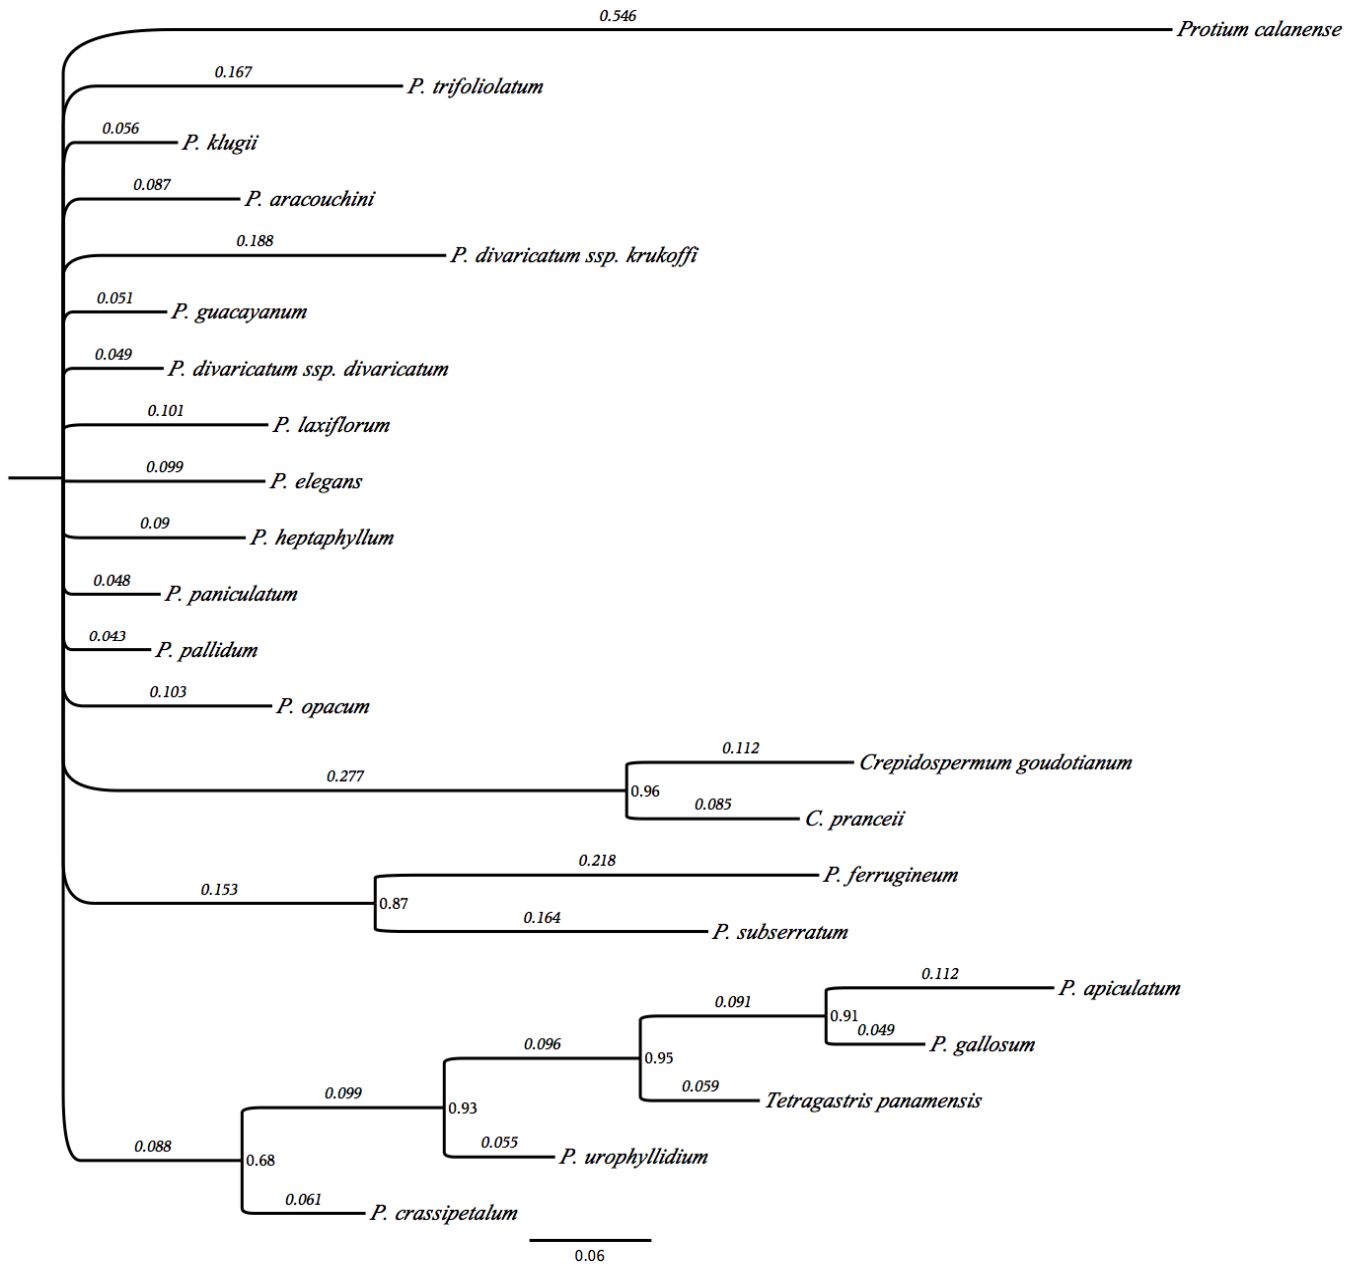 0.546
Protium calanense
0.167
P. trifoliolatum
0.056
P. klugii
0.087
P. aracouchini
0.188
P. divaricatum ssp. krukoffi
0.051
P. guacayanum
0.049
P. divaricatum ssp. divaricatum
0.101
P. laxiflorum
0.099
P. elegans
0.09
P. heptaphyllum
0.048
P. paniculatum
0.043
P. pallidum
0.103
P. opacum
0.112
Crepidospermum goudotianum
0.277
0.96
0.085
C. pranceii
0.218
P. ferrugineum
0.153
0.87
0.164
P. subserratum
0.112
P. apiculatum
0.091
0.91
0.049
P. gallosum
0.096
0.95
0.059
Tetragastris panamensis
0.099
0.93
0.055
P. urophyllidium
0.088
0.68
0.061
P. crassipetalum
0.06